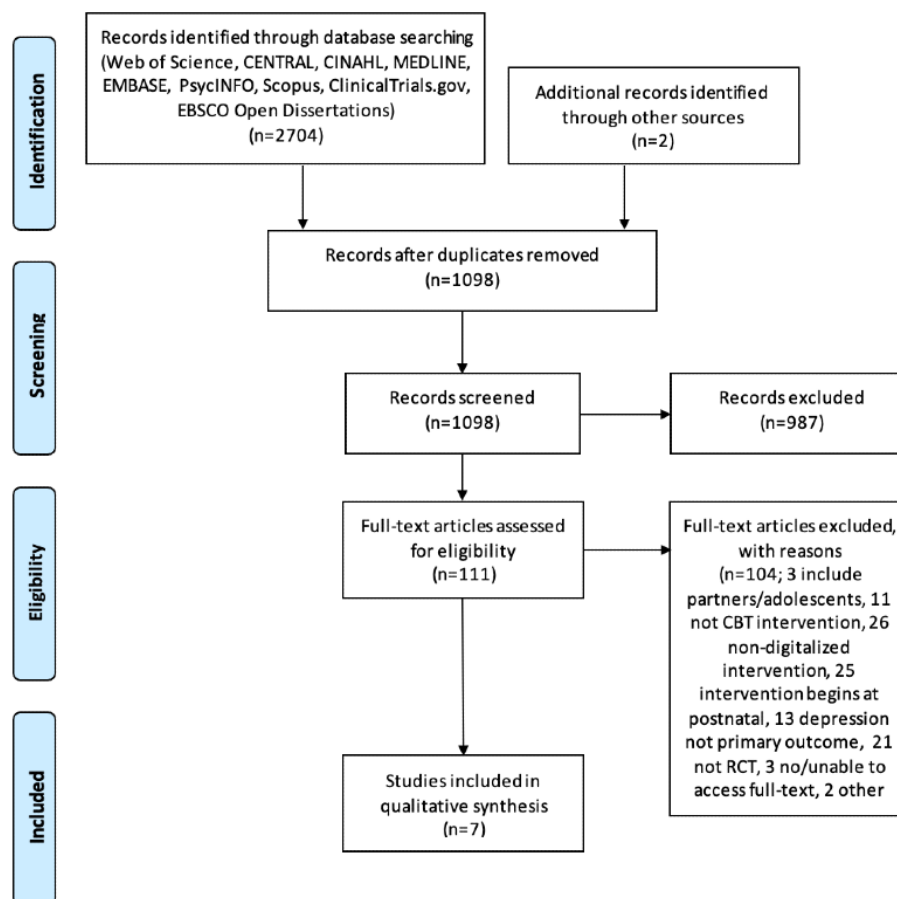 Identification
Records identified through database searching
(Web of Science, CENTRAL, CINAHL, MEDLINE,
EMBASE, PsycINFO, Scopus, ClinicalTrials.gov,
EBSCO Open Dissertations)
(n=2704)
Additional records identified
through other sources
(n=2)
Records after duplicates removed
(n=1098)
Screening
Records screened
(n=1098)
Records excluded
(n=987)
Eligibility
Full-text articles assessed
for eligibility
(n=111)
Full-text articles excluded,
with reasons
(n=104; 3 include
partners/adolescents, 11
not CBT intervention, 26
non-digitalized
intervention, 25
intervention begins at
postnatal, 13 depression
not primary outcome, 21
not RCT, 3 no/unable to
access full-text, 2 other
Included
Studies included in
qualitative synthesis
(n=7)